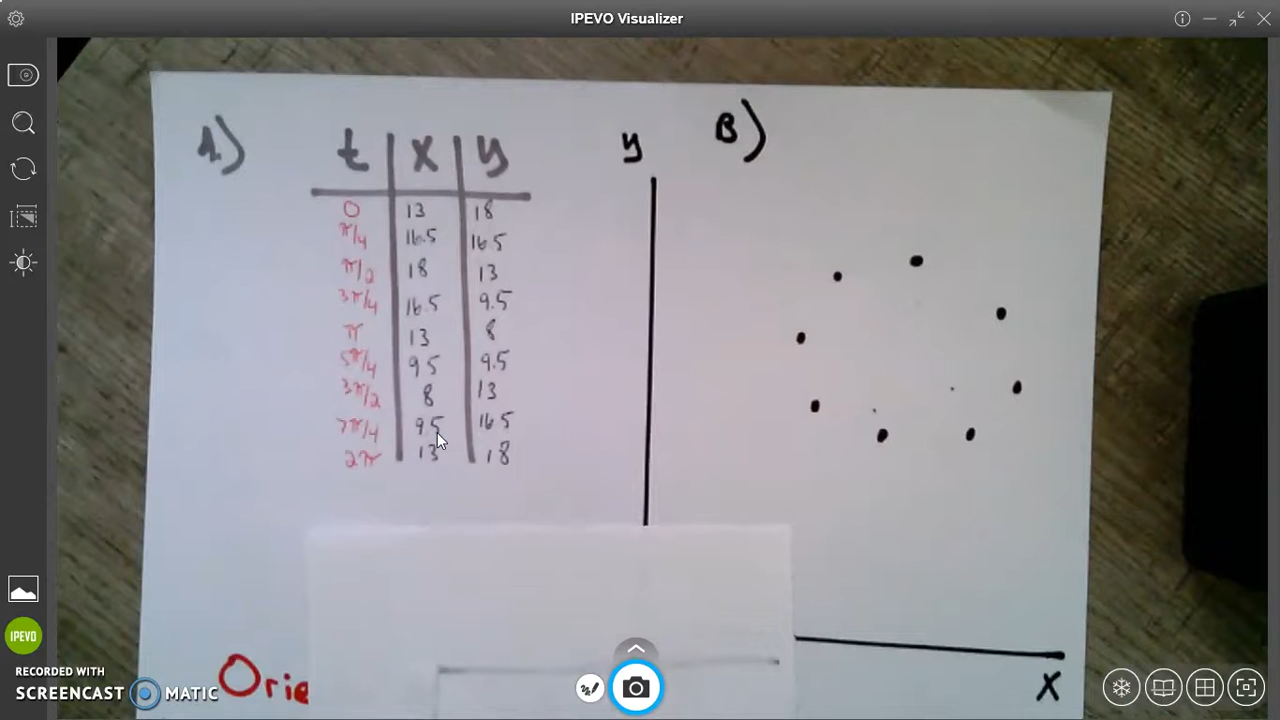 IPEVO Visualizer
A) t x y
0 13 18
π/4 16.5 16.5
π/2 18 13
3π/4 16.5 9.5
π 13 8
5π/4 9.5 9.5
3π/2 8 13
7π/4 9.5 16.5
2π 13 18
y B)
x
Orie
IPEVO
RECORDED WITH
SCREENCAST MATIC